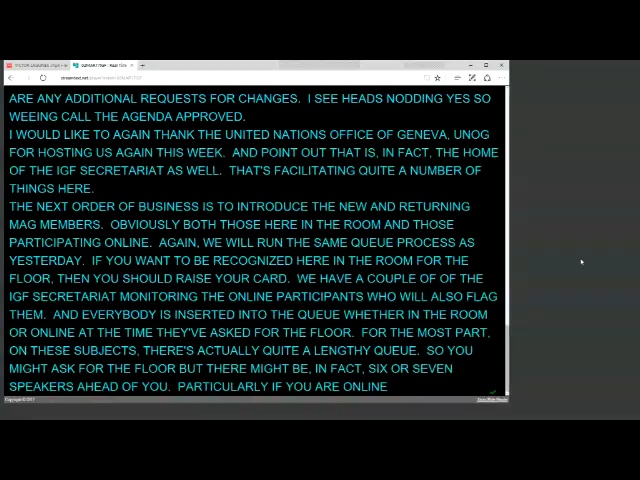 streamtext.net
ARE ANY ADDITIONAL REQUESTS FOR CHANGES.  I SEE HEADS NODDING YES SO
WEEING CALL THE AGENDA APPROVED.
I WOULD LIKE TO AGAIN THANK THE UNITED NATIONS OFFICE OF GENEVA, UNOG
FOR HOSTING US AGAIN THIS WEEK.  AND POINT OUT THAT IS, IN FACT, THE HOME
OF THE IGF SECRETARIAT AS WELL.  THAT'S FACILITATING QUITE A NUMBER OF
THINGS HERE.
THE NEXT ORDER OF BUSINESS IS TO INTRODUCE THE NEW AND RETURNING
MAG MEMBERS.  OBVIOUSLY BOTH THOSE HERE IN THE ROOM AND THOSE
PARTICIPATING ONLINE.  AGAIN, WE WILL RUN THE SAME QUEUE PROCESS AS
YESTERDAY.  IF YOU WANT TO BE RECOGNIZED HERE IN THE ROOM FOR THE
FLOOR, THEN YOU SHOULD RAISE YOUR CARD.  WE HAVE A COUPLE OF OF THE
IGF SECRETARIAT MONITORING THE ONLINE PARTICIPANTS WHO WILL ALSO FLAG
THEM.  AND EVERYBODY IS INSERTED INTO THE QUEUE WHETHER IN THE ROOM
OR ONLINE AT THE TIME THEY'VE ASKED FOR THE FLOOR.  FOR THE MOST PART,
ON THESE SUBJECTS, THERE'S ACTUALLY QUITE A LENGTHY QUEUE.  SO YOU
MIGHT ASK FOR THE FLOOR BUT THERE MIGHT BE, IN FACT, SIX OR SEVEN
SPEAKERS AHEAD OF YOU.  PARTICULARLY IF YOU ARE ONLINE